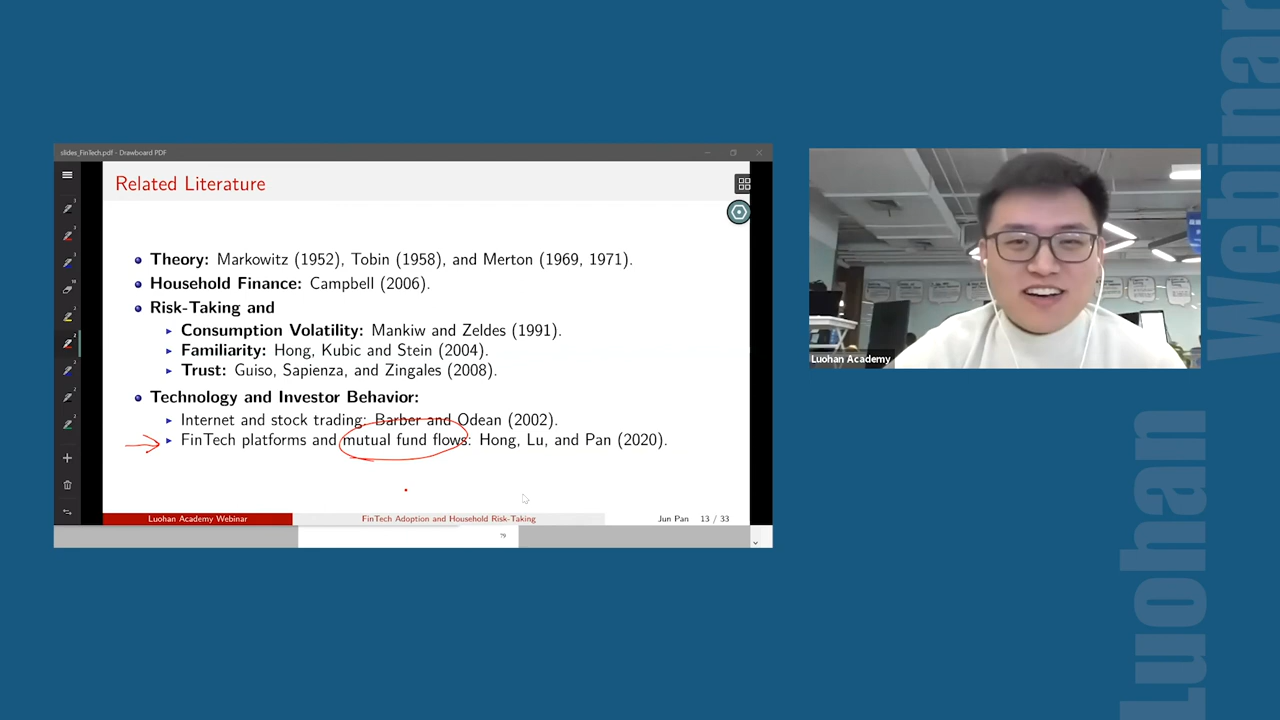 slides_FinTech.pdf - Drawboard PDF
Related Literature
Theory: Markowitz (1952), Tobin (1958), and Merton (1969, 1971).
Household Finance: Campbell (2006).
Risk-Taking and
Consumption Volatility: Mankiw and Zeldes (1991).
Familiarity: Hong, Kubic and Stein (2004).
Trust: Guiso, Sapienza, and Zingales (2008).
Technology and Investor Behavior:
Internet and stock trading: Barber and Odean (2002).
FinTech platforms and mutual fund flows: Hong, Lu, and Pan (2020).
Luohan Academy Webinar
FinTech Adoption and Household Risk-Taking
Jun Pan 13 / 33
79
Luohan Academy
Luohan Webinar